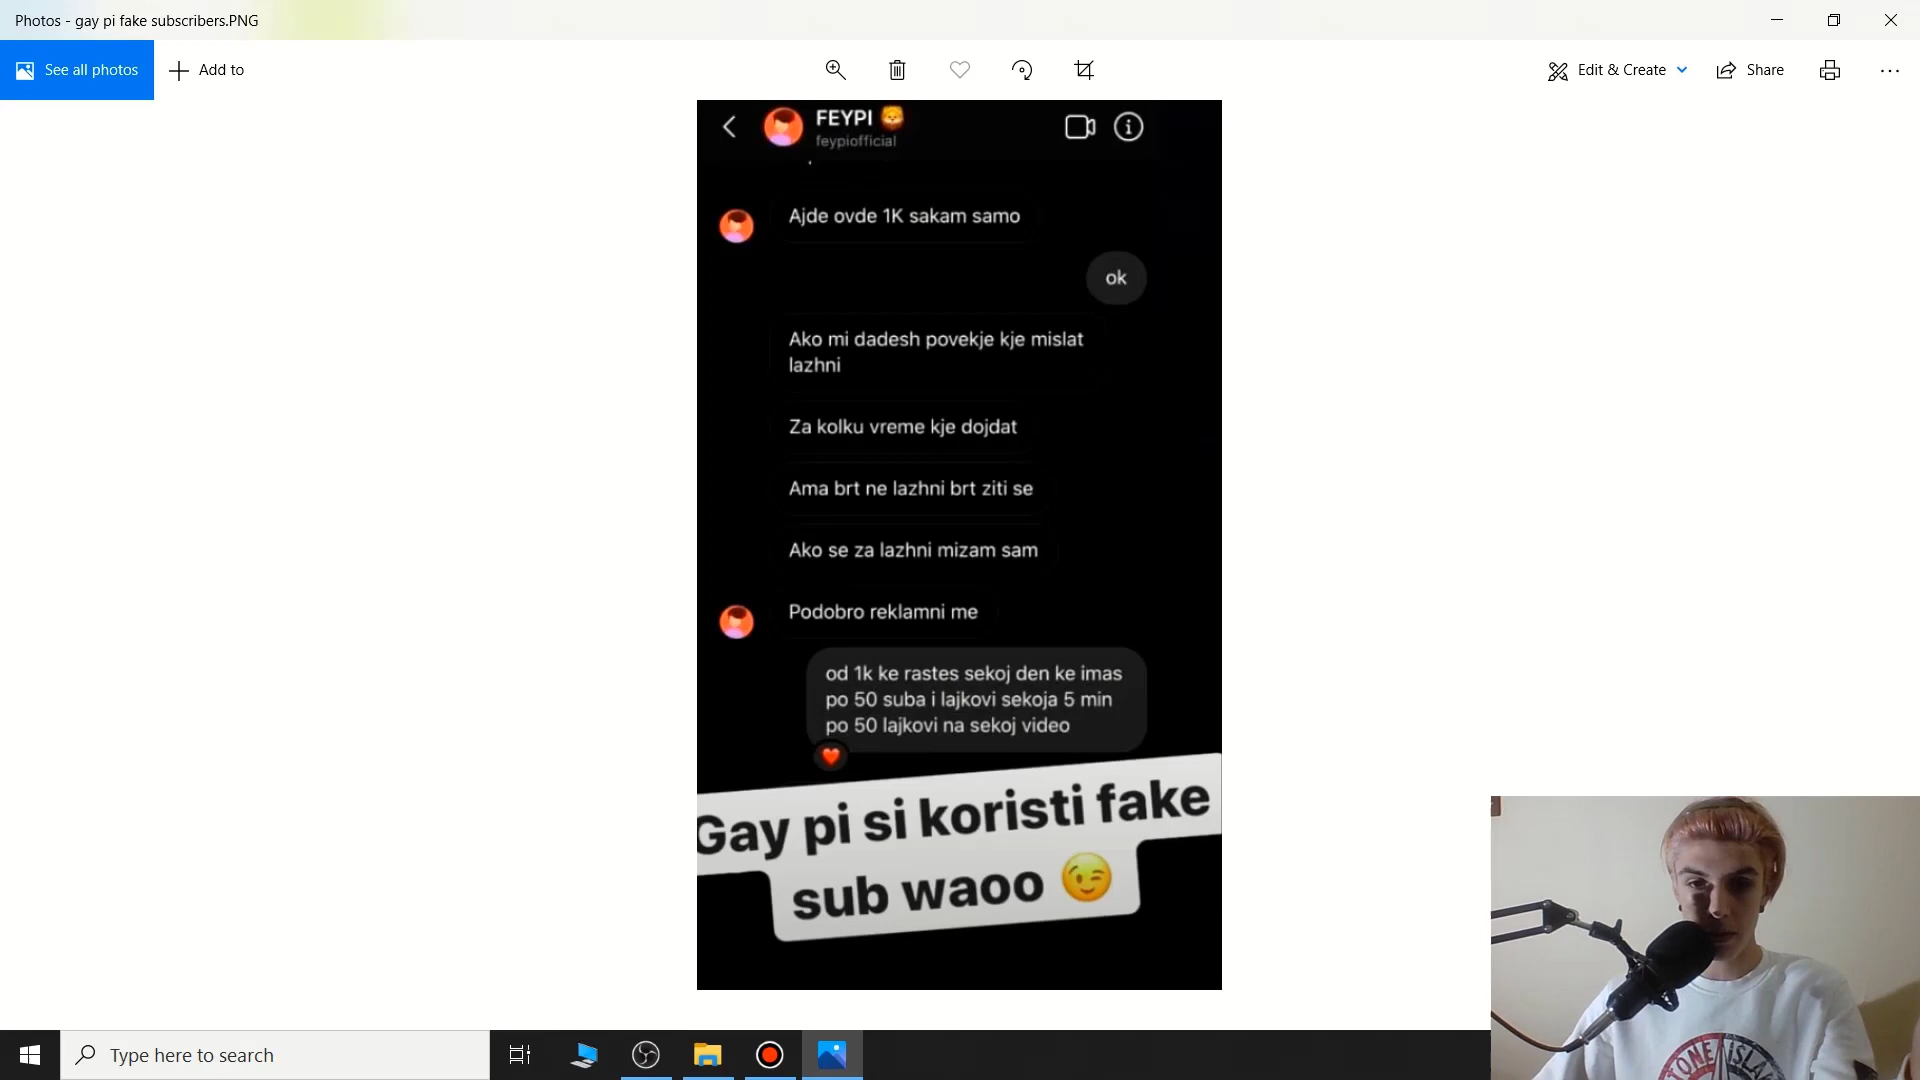 Photos - gay pi fake subscribers.PNG
See all photos
Add to
Edit & Create
Share
FEYPI
feypiofficial
Ajde ovde 1K sakam samo
ok
Ako mi dadesh povekje kje mislat
lazhni
Za kolku vreme kje dojdat
Ama brt ne lazhni brt ziti se
Ako se za lazhni mizam sam
Podobro reklamni me
od 1k ke rastes sekoj den ke imas
po 50 suba i lajkovi sekoja 5 min
po 50 lajkovi na sekoj video
Gay pi si koristi fake
sub waoo
Type here to search